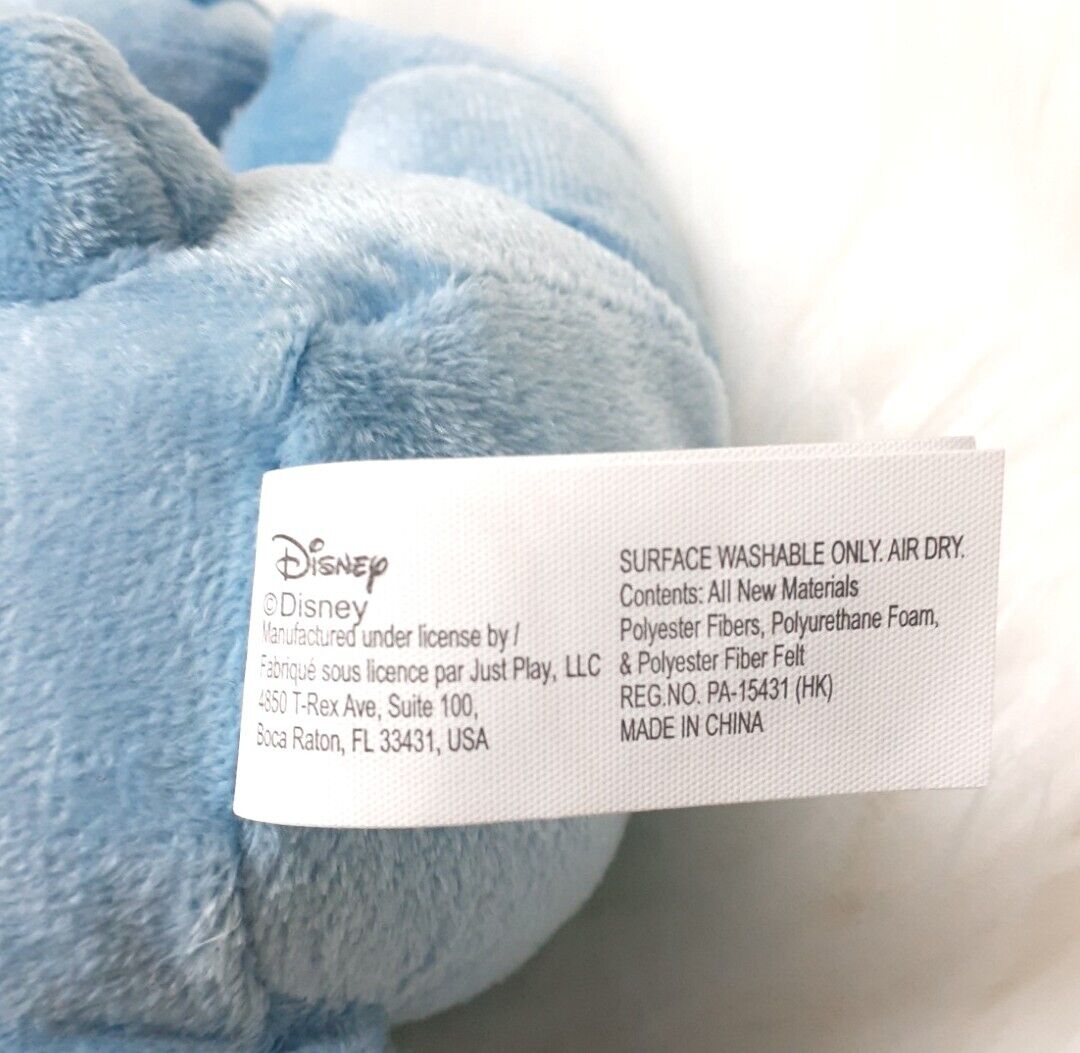 Disney
©Disney
Manufactured under license by /
Fabriqué sous licence par Just Play, LLC
4850 T-Rex Ave, Suite 100,
Boca Raton, FL 33431, USA
SURFACE WASHABLE ONLY. AIR DRY.
Contents: All New Materials
Polyester Fibers, Polyurethane Foam,
& Polyester Fiber Felt
REG.NO. PA-15431 (HK)
MADE IN CHINA